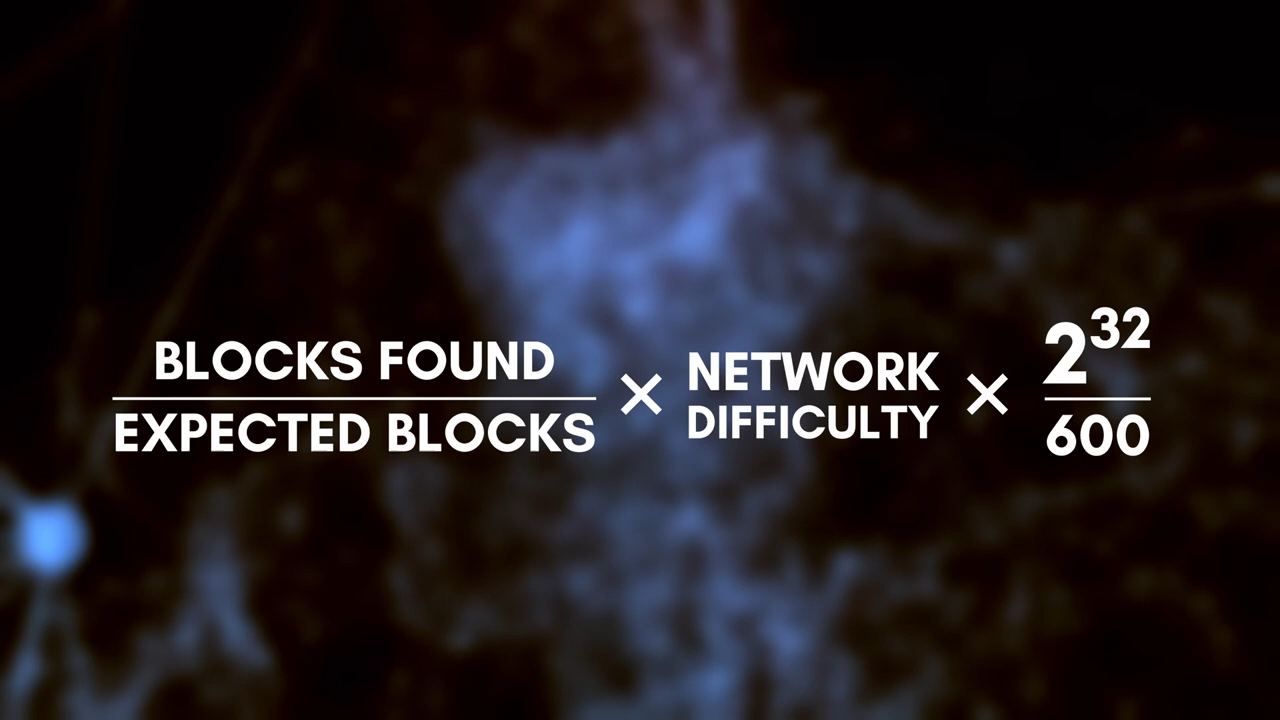 BLOCKS FOUND
EXPECTED BLOCKS
×
NETWORK
DIFFICULTY
×
2³²
600